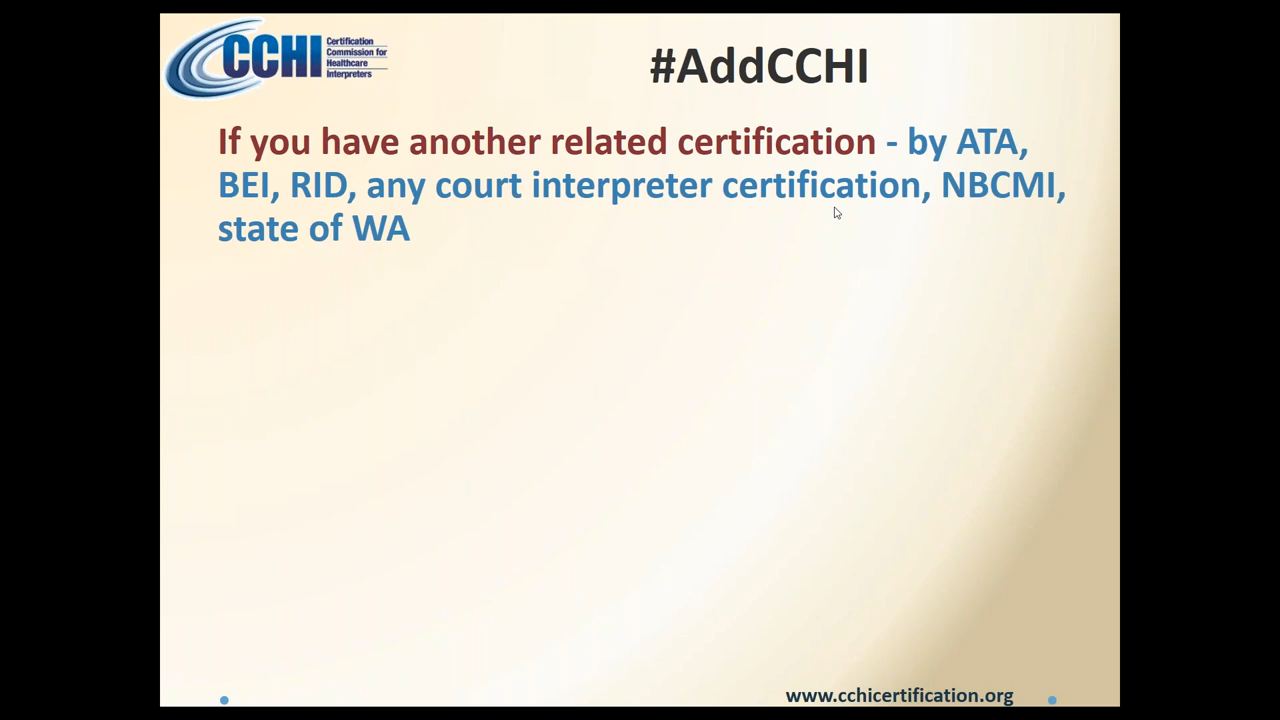 CCHI
Certification
Commission for
Healthcare
Interpreters
#AddCCHI
If you have another related certification - by ATA,
BEI, RID, any court interpreter certification, NBCMI,
state of WA
www.cchicertification.org